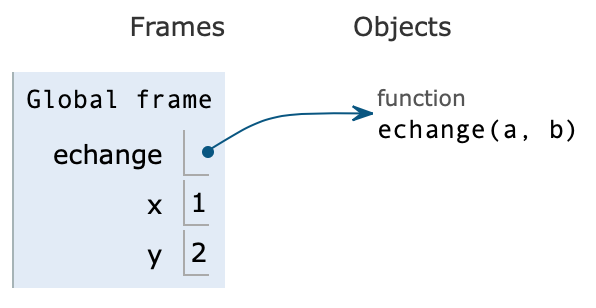 Frames Objects
Global frame
function
echange(a, b)
echange
x 1
y 2